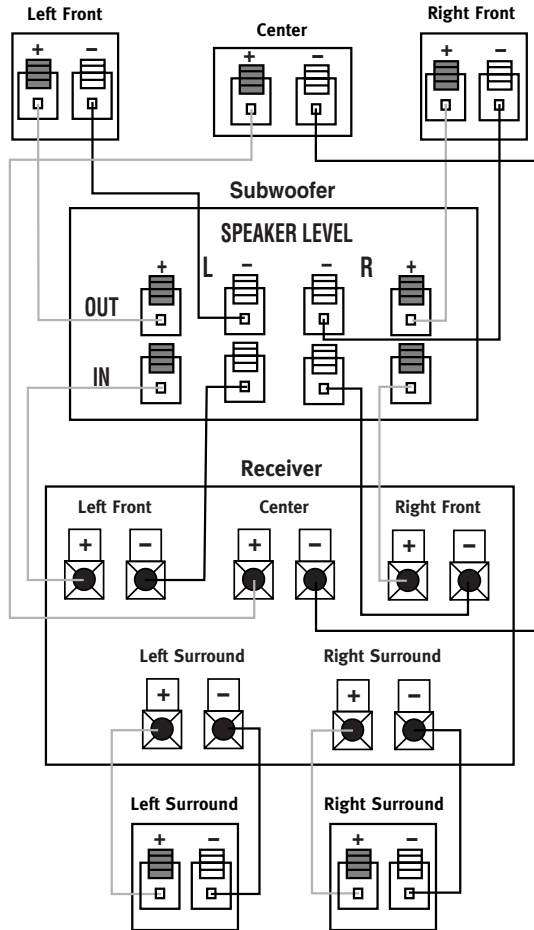 Left Front
Center
Right Front
+ −
+ −
+ −
Subwoofer
SPEAKER LEVEL
+ L − − R +
OUT
IN
Receiver
Left Front
Center
Right Front
+ −
+ −
+ −
Left Surround
Right Surround
+ −
+ −
Left Surround
Right Surround
+ −
+ −